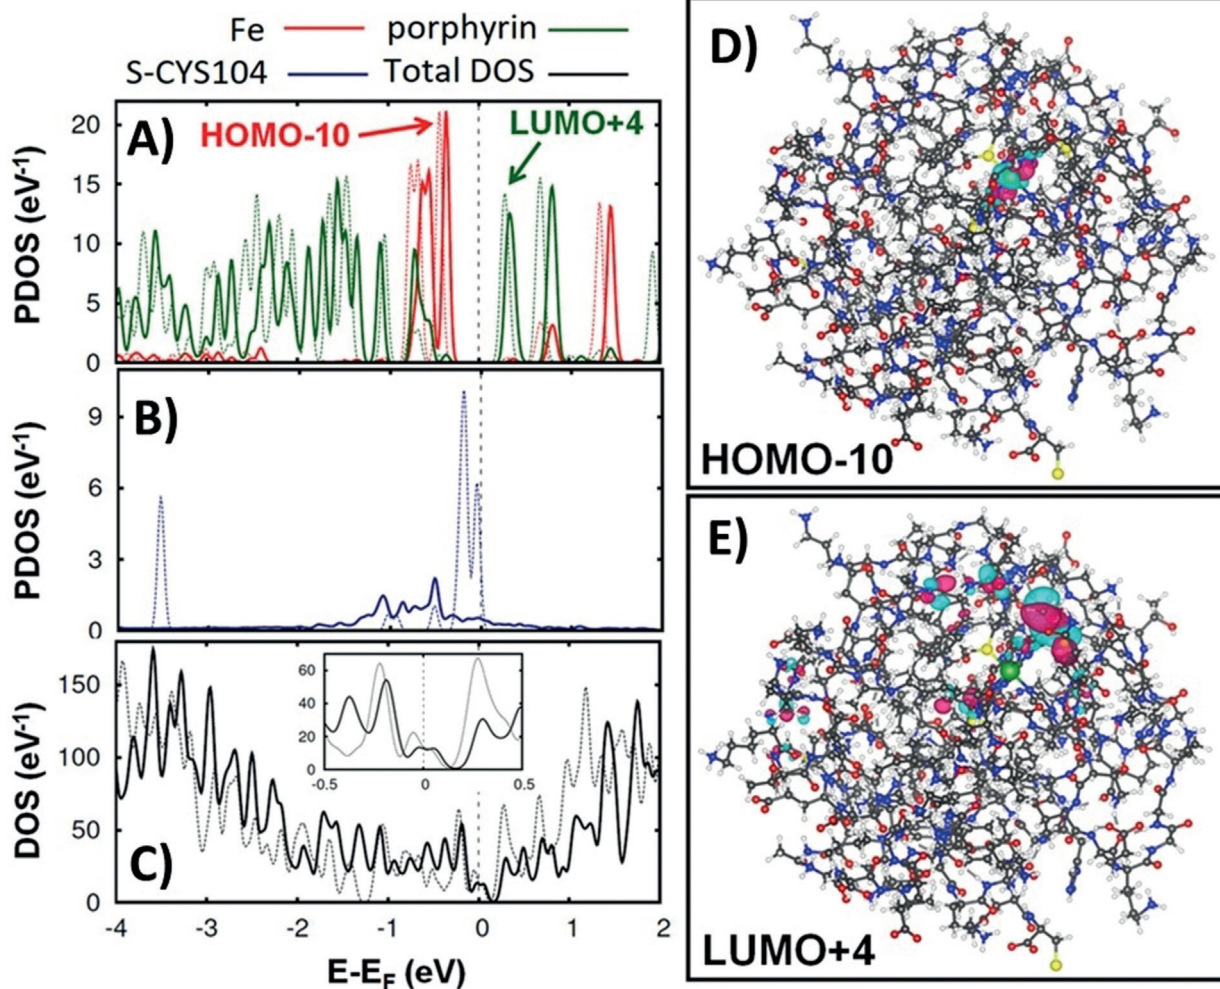 Fe porphyrin
S-CYS104 Total DOS
A)
HOMO-10
LUMO+4
PDOS (eV⁻¹)
20
15
10
5
0
B)
PDOS (eV⁻¹)
9
6
3
0
C)
DOS (eV⁻¹)
150
100
50
0
60
40
20
0
-0.5 0 0.5
-4 -3 -2 -1 0 1 2
E-E_F (eV)
D)
HOMO-10
E)
LUMO+4